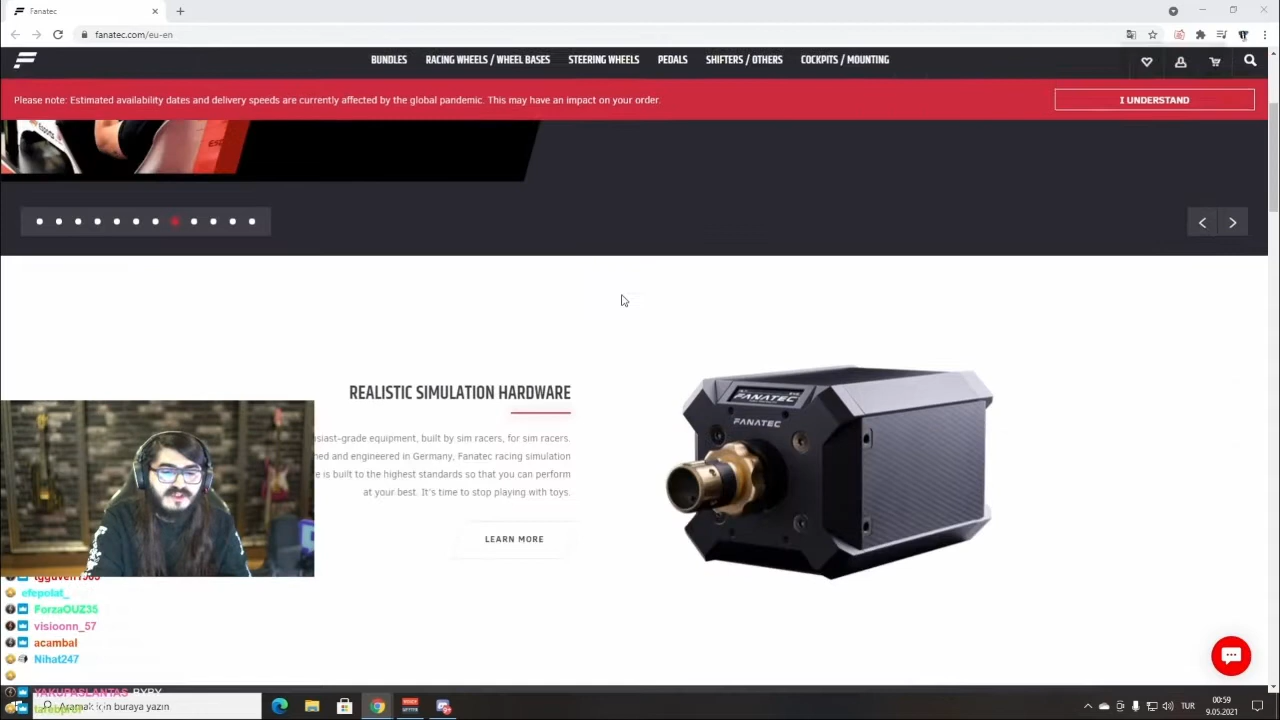 Fanatec
fanatec.com/eu-en
BUNDLES RACING WHEELS / WHEEL BASES STEERING WHEELS PEDALS SHIFTERS / OTHERS COCKPITS / MOUNTING
Please note: Estimated availability dates and delivery speeds are currently affected by the global pandemic. This may have an impact on your order.
I UNDERSTAND
REALISTIC SIMULATION HARDWARE
siast-grade equipment, built by sim racers, for sim racers.
ned and engineered in Germany, Fanatec racing simulation
e is built to the highest standards so that you can perform
at your best. It's time to stop playing with toys.
LEARN MORE
FANATEC
FANATEC
tgguven1905
efepolat_
ForzaOUZ35
visioonn_57
acambal
Nihat247
YAKUPASLANTAS BYBY
Aramak için buraya yazın
TUR
00:59
9.05.2021